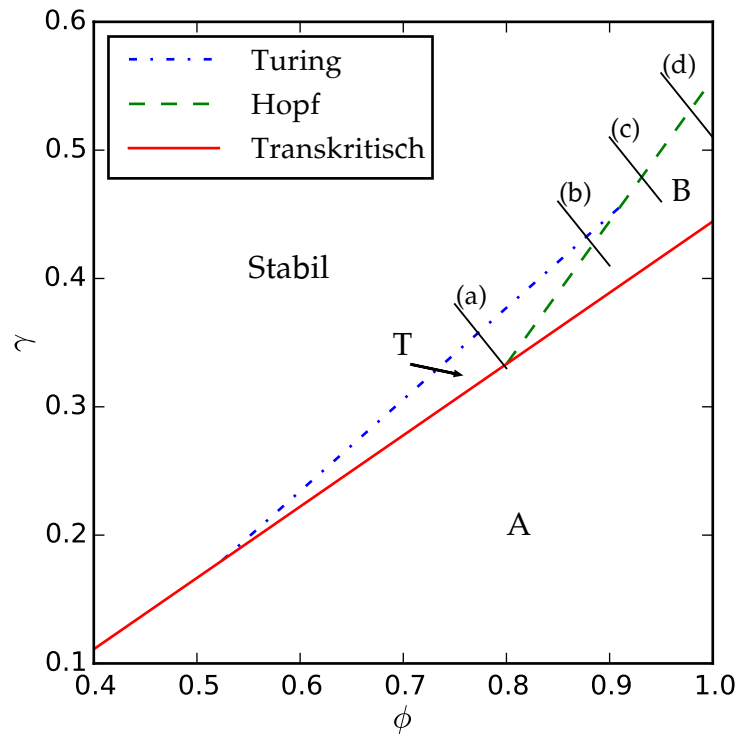 0.6
0.5
0.4
0.3
0.2
0.1
γ
Turing
Hopf
Transkritisch
(d)
(c)
(b)
B
Stabil
(a)
T
A
0.4 0.5 0.6 0.7 0.8 0.9 1.0
ϕ